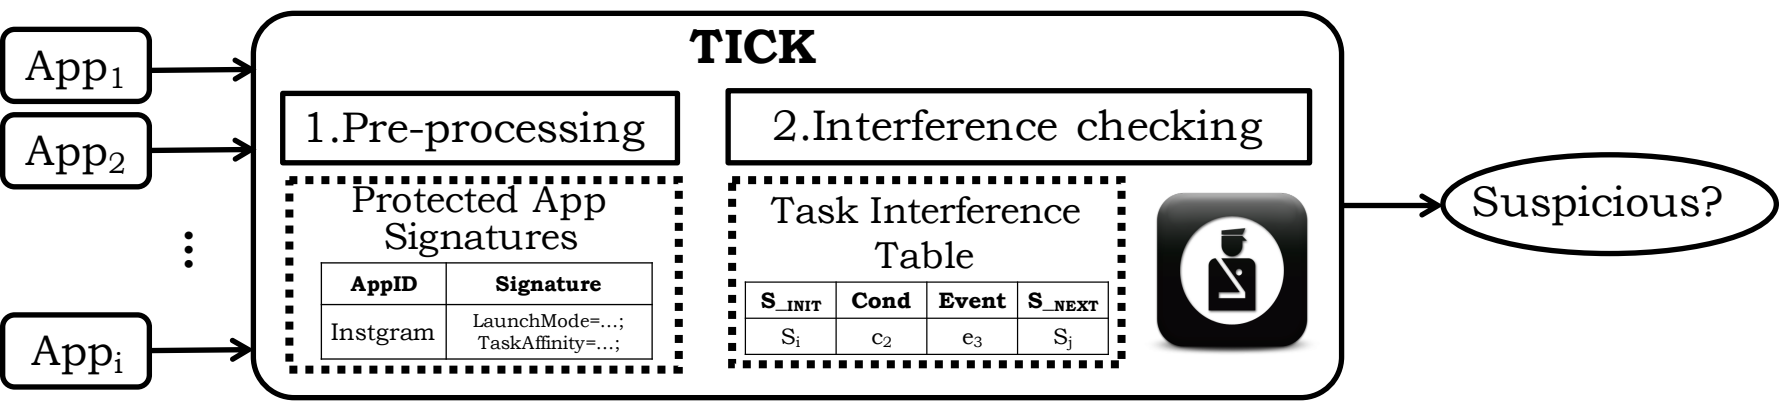 TICK
App1
App2
...
Appi
1.Pre-processing
Protected App
Signatures
AppID Signature
Instgram LaunchMode=...;
TaskAffinity=...;
2.Interference checking
Task Interference
Table
S_INIT Cond Event S_NEXT
Si c2 e3 Sj
Suspicious?